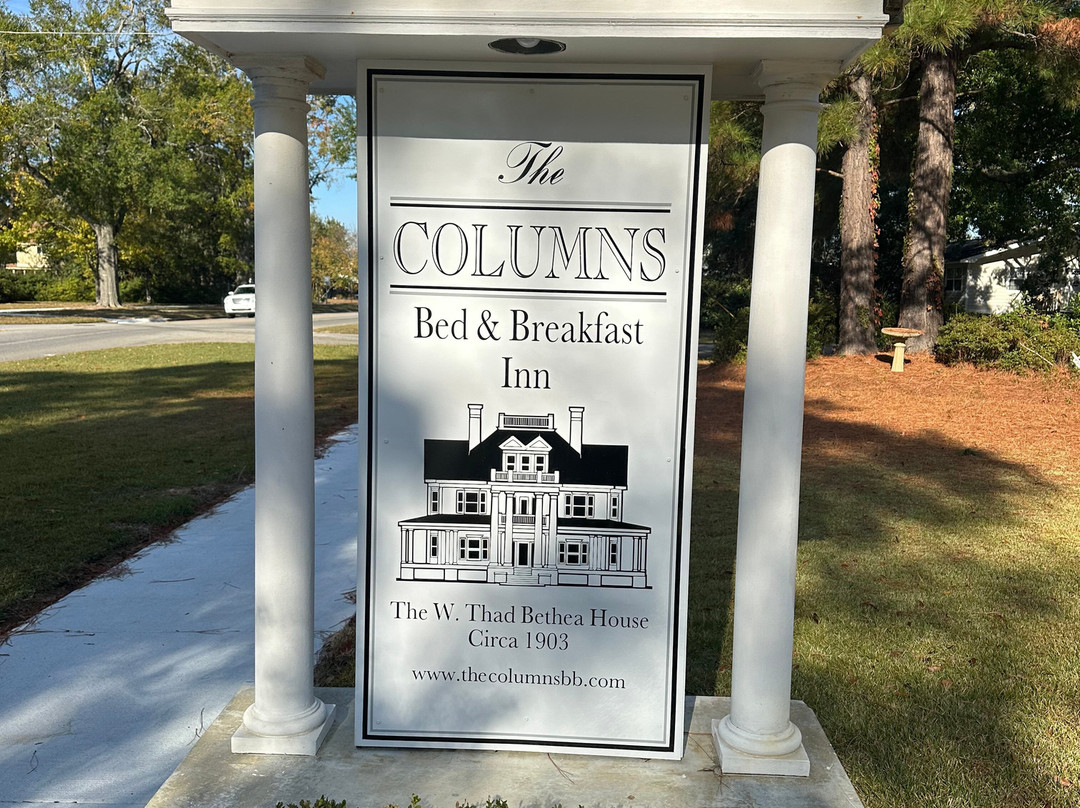 The
COLUMNS
Bed & Breakfast
Inn
The W. Thad Bethea House
Circa 1903
www.thecolumnsbb.com